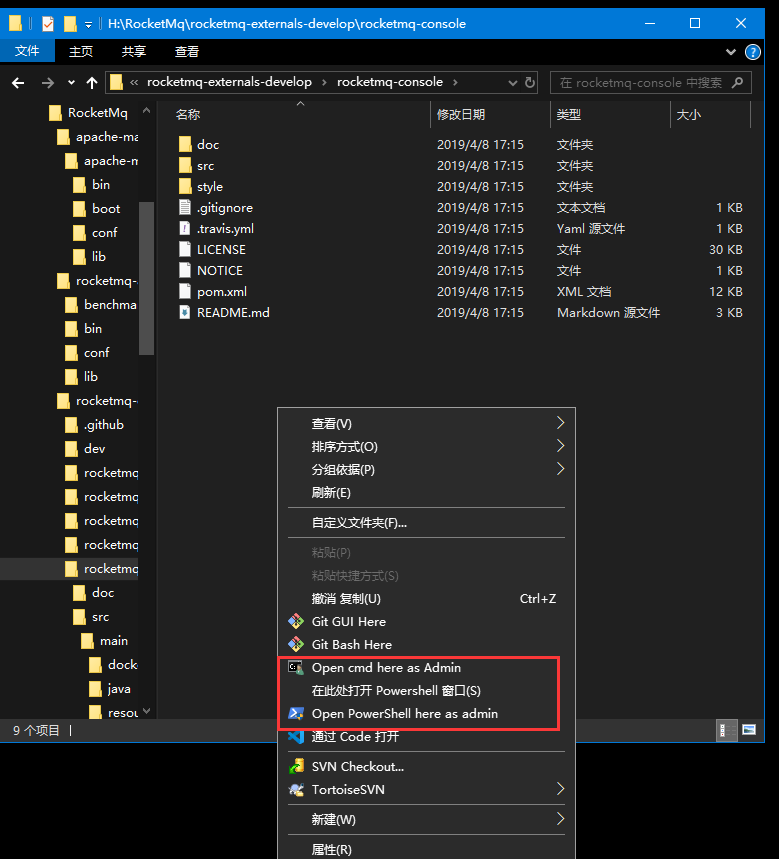 H:\RocketMq\rocketmq-externals-develop\rocketmq-console
文件 主页 共享 查看
« rocketmq-externals-develop › rocketmq-console › 在 rocketmq-console 中搜索
名称 修改日期 类型 大小
doc 2019/4/8 17:15 文件夹
src 2019/4/8 17:15 文件夹
style 2019/4/8 17:15 文件夹
.gitignore 2019/4/8 17:15 文本文档 1 KB
.travis.yml 2019/4/8 17:15 Yaml 源文件 1 KB
LICENSE 2019/4/8 17:15 文件 30 KB
NOTICE 2019/4/8 17:15 文件 1 KB
pom.xml 2019/4/8 17:15 XML 文档 12 KB
README.md 2019/4/8 17:15 Markdown 源文件 3 KB
RocketMq
apache-ma
apache-m
bin
boot
conf
lib
rocketmq-
benchma
bin
conf
lib
rocketmq-
.github
dev
rocketmq
rocketmq
rocketmq
rocketmq
rocketmq
doc
src
main
docke
java
resou
9 个项目
查看(V)
排序方式(O)
分组依据(P)
刷新(E)
自定义文件夹(F)...
粘贴(P)
粘贴快捷方式(S)
撤消 复制(U) Ctrl+Z
Git GUI Here
Git Bash Here
Open cmd here as Admin
在此处打开 Powershell 窗口(S)
Open PowerShell here as admin
通过 Code 打开
SVN Checkout...
TortoiseSVN
新建(W)
属性(R)